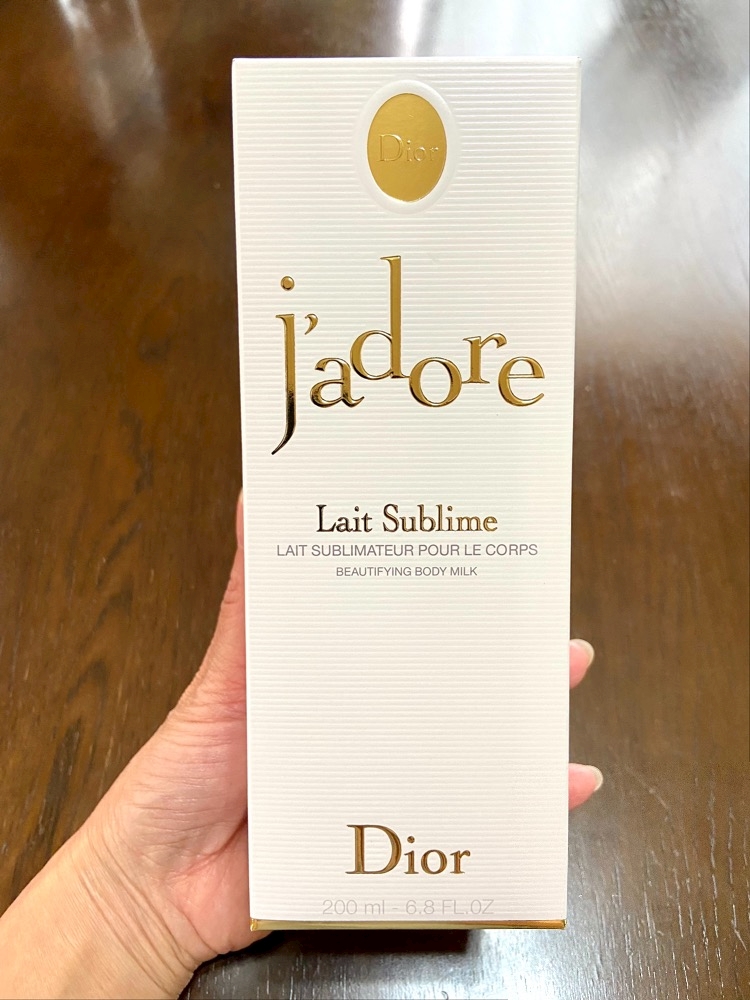 Dior
j'adore
Lait Sublime
LAIT SUBLIMATEUR POUR LE CORPS
BEAUTIFYING BODY MILK
Dior
200 ml - 6.8 FL.OZ